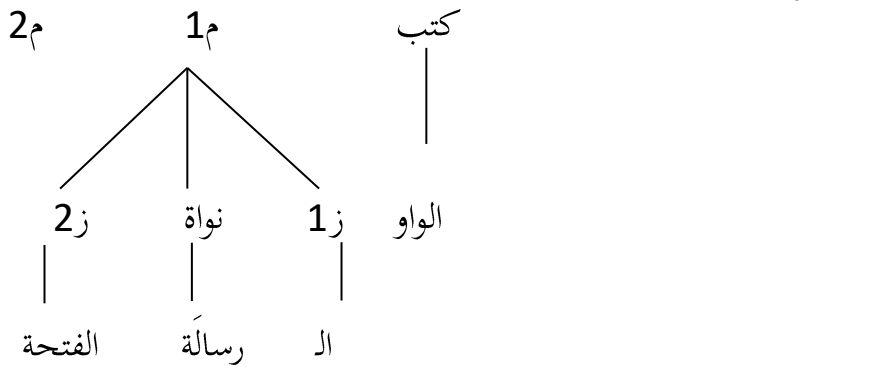 كتب م1 م2
الواو ز1 نواة ز2
الـ رسالَة الفتحة